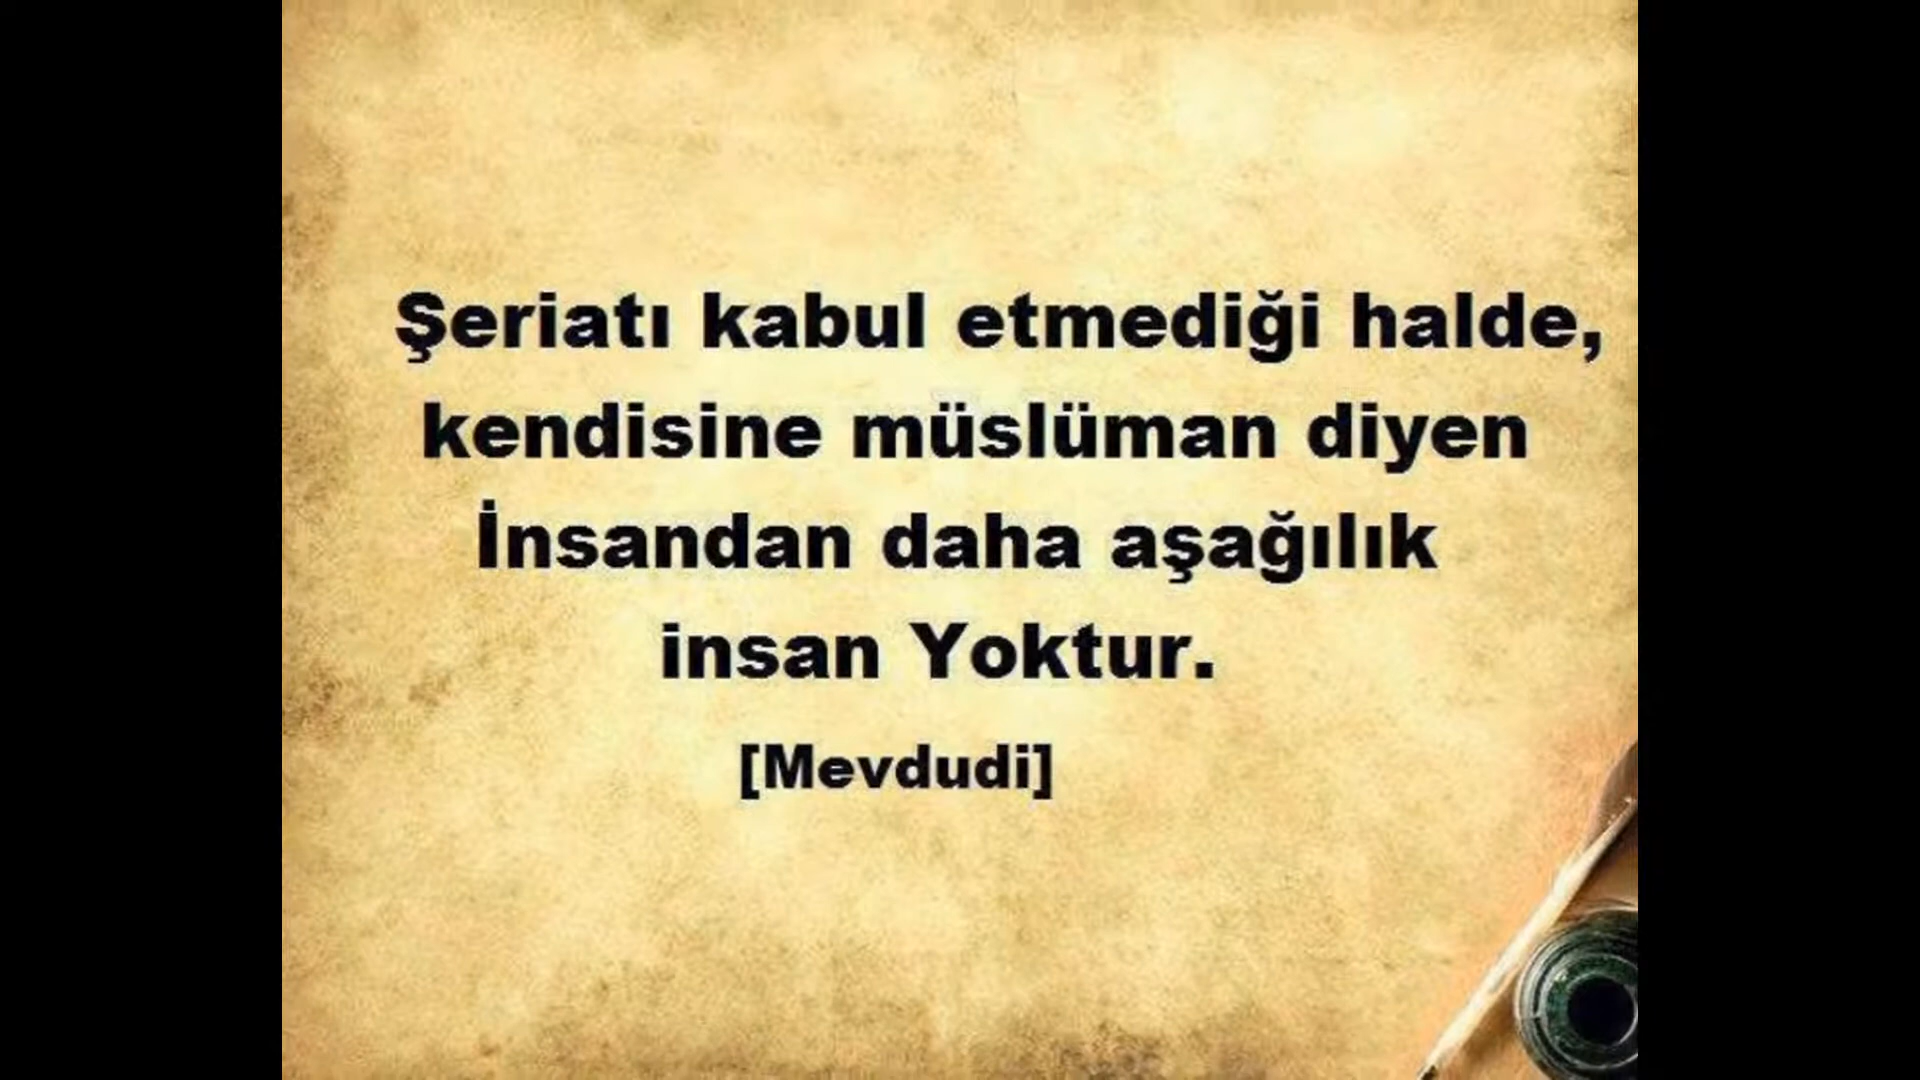 Şeriatı kabul etmediği halde,
kendisine müslüman diyen
İnsandan daha aşağılık
insan Yoktur.
[Mevdudi]